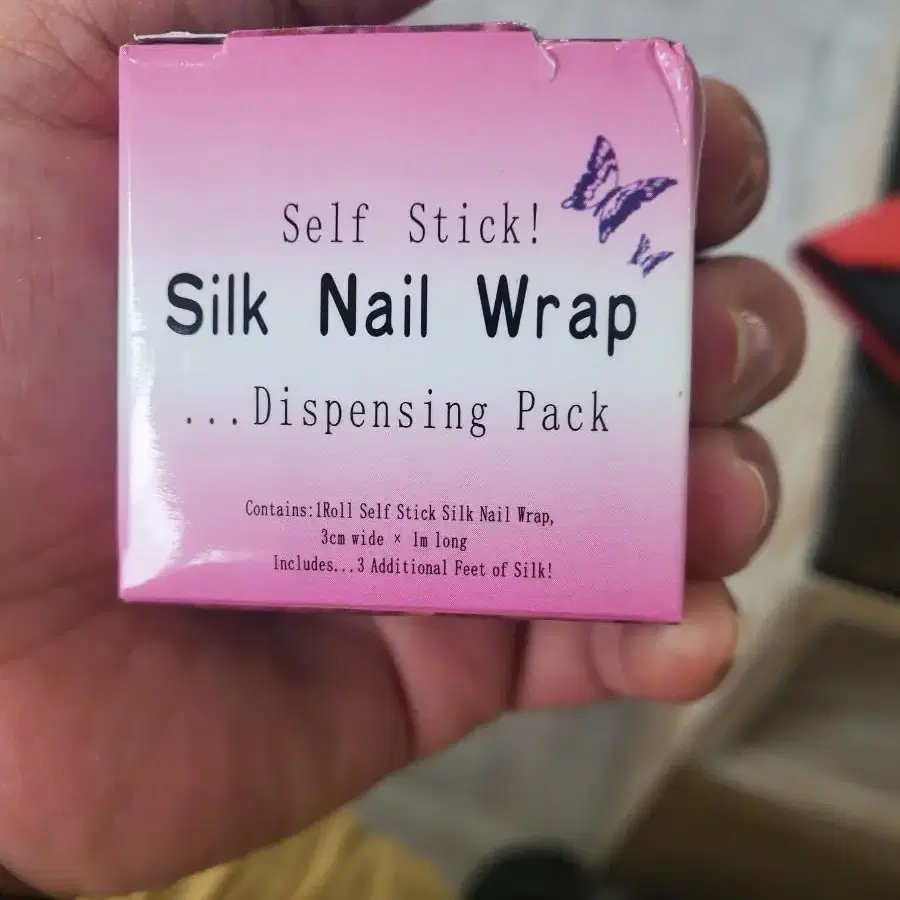 Self Stick!
Silk Nail Wrap
...Dispensing Pack
Contains:1Roll Self Stick Silk Nail Wrap,
3cm wide × 1m long
Includes...3 Additional Feet of Silk!